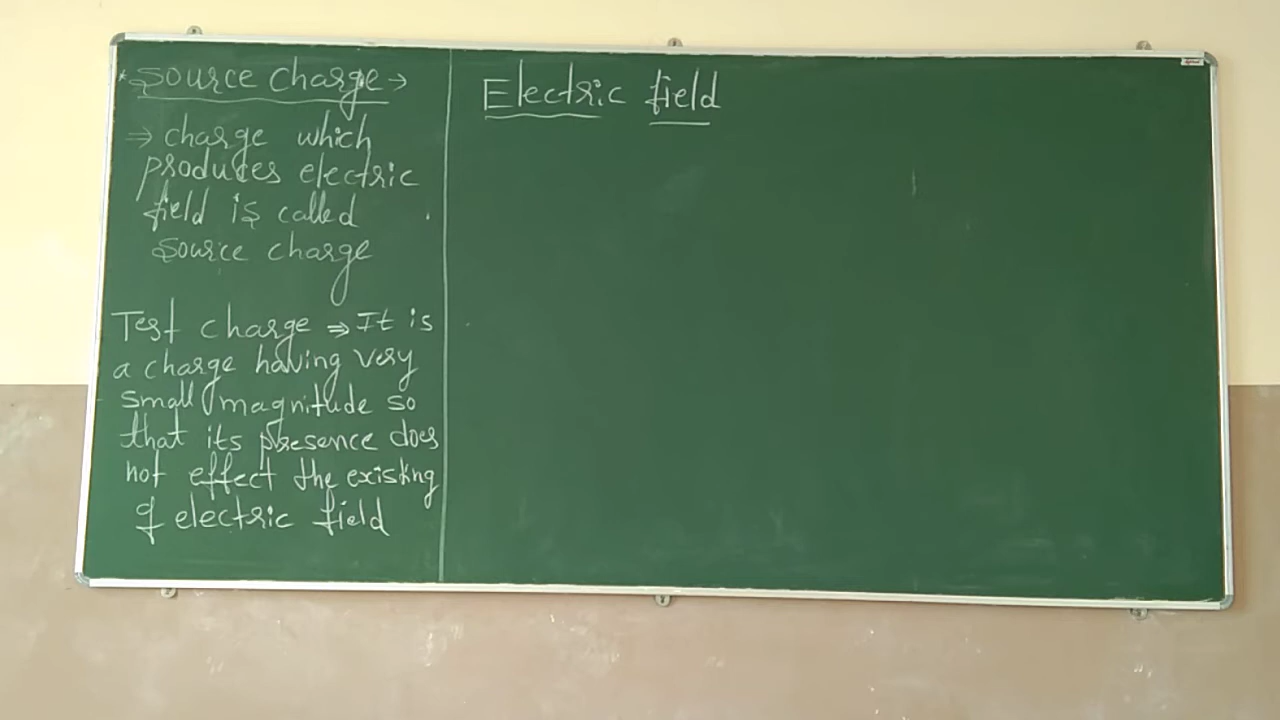 * Source charge →
⇒ charge which
produces electric
field is called
Source charge
Test charge ⇒ It is
a charge having very
small magnitude so
that its presence does
not effect the existing
of electric field
Electric field